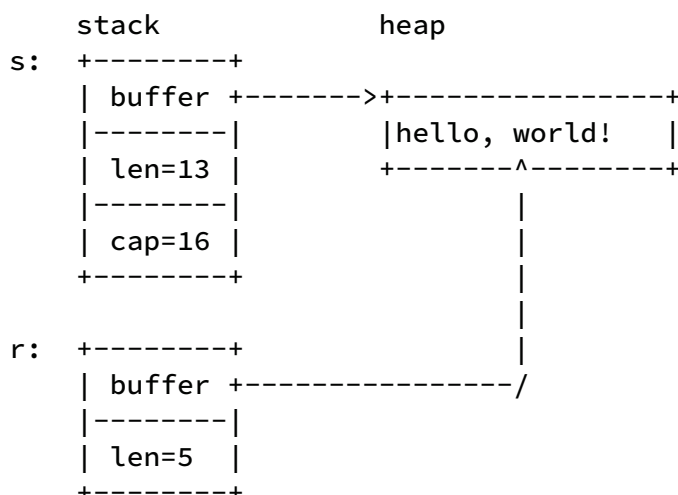 stack heap
s:
buffer
hello, world!
len=13
cap=16
r:
buffer
len=5